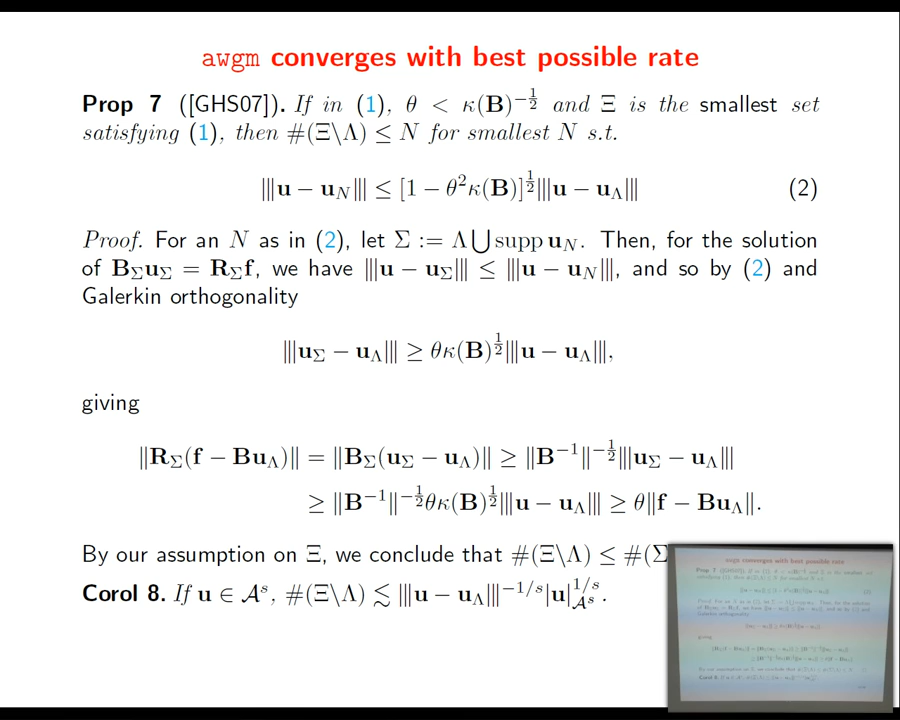 awgm converges with best possible rate
Prop 7 ([GHS07]). If in (1), θ < κ(B)^{-1/2} and Ξ is the smallest set
satisfying (1), then #(Ξ\Λ) ≤ N for smallest N s.t.
|||u − u_N||| ≤ [1 − θ²κ(B)]^{1/2}|||u − u_Λ||| (2)
Proof. For an N as in (2), let Σ := Λ ⋃ supp u_N. Then, for the solution
of B_Σu_Σ = R_Σf, we have |||u − u_Σ||| ≤ |||u − u_N|||, and so by (2) and
Galerkin orthogonality
|||u_Σ − u_Λ||| ≥ θκ(B)^{1/2}|||u − u_Λ|||,
giving
‖R_Σ(f − Bu_Λ)‖ = ‖B_Σ(u_Σ − u_Λ)‖ ≥ ‖B^{−1}‖^{−1/2}|||u_Σ − u_Λ|||
≥ ‖B^{−1}‖^{−1/2}θκ(B)^{1/2}|||u − u_Λ||| ≥ θ‖f − Bu_Λ‖.
By our assumption on Ξ, we conclude that #(Ξ\Λ) ≤ #(Σ
Corol 8. If u ∈ A^s, #(Ξ\Λ) ≲ |||u − u_Λ|||^{−1/s}|u|_{A^s}^{1/s}.